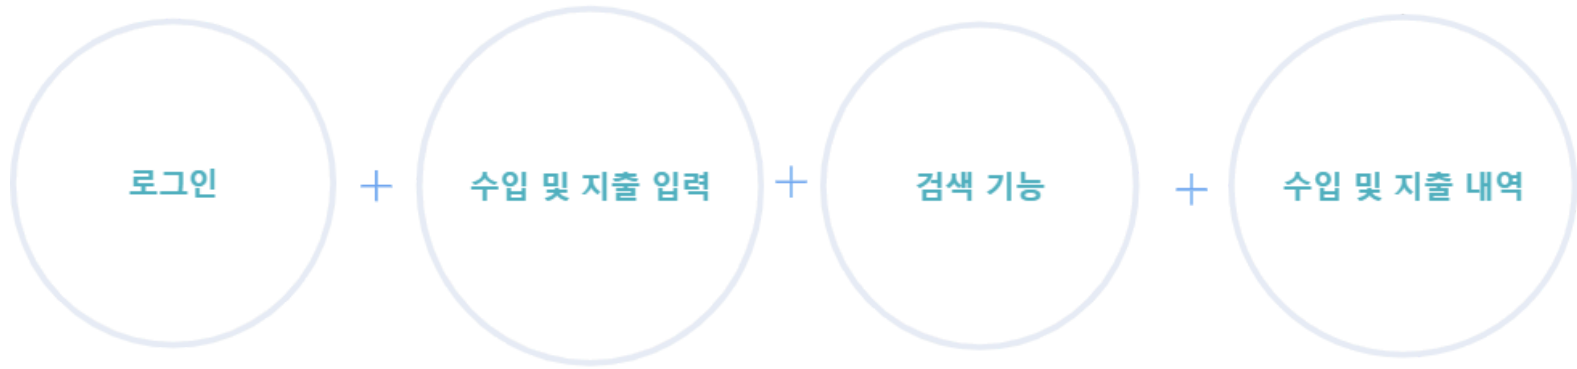 로그인 + 수입 및 지출 입력 + 검색 기능 + 수입 및 지출 내역